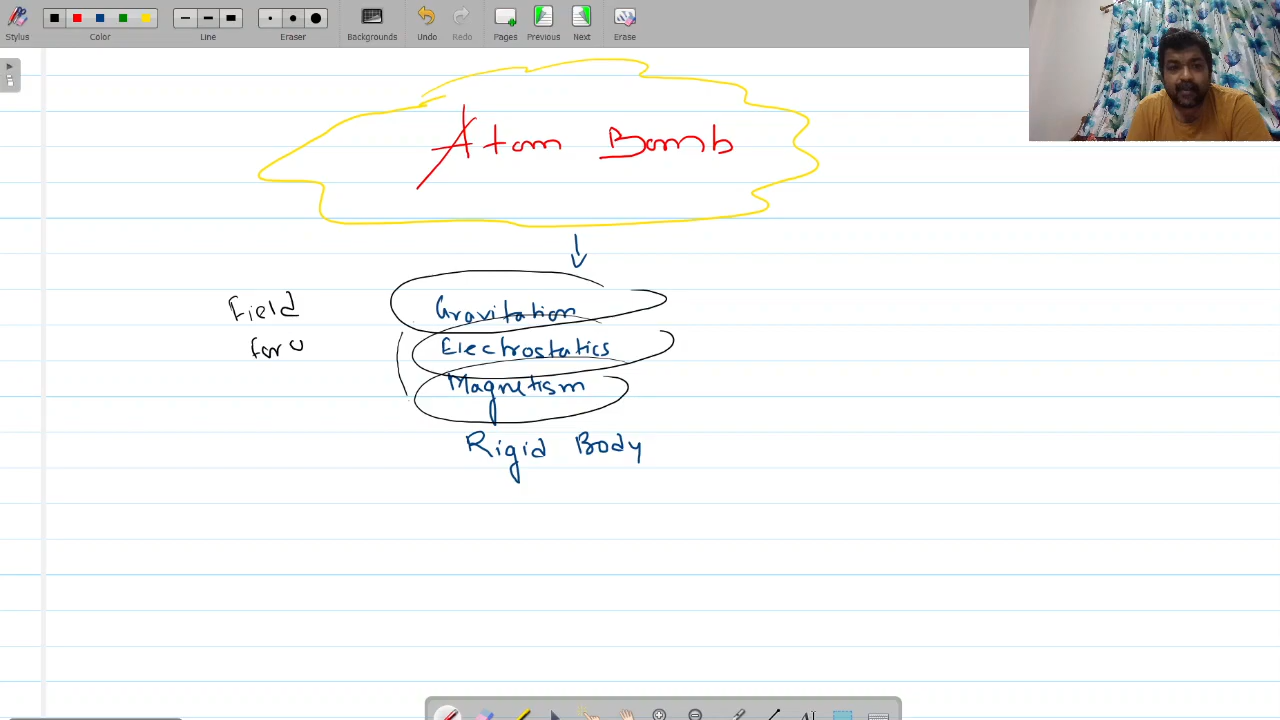 Stylus
Color
Line
Eraser
Backgrounds
Undo
Redo
Pages
Previous
Next
Erase
Atom Bomb
Gravitation
Electrostatics
Magnetism
Rigid Body
Field